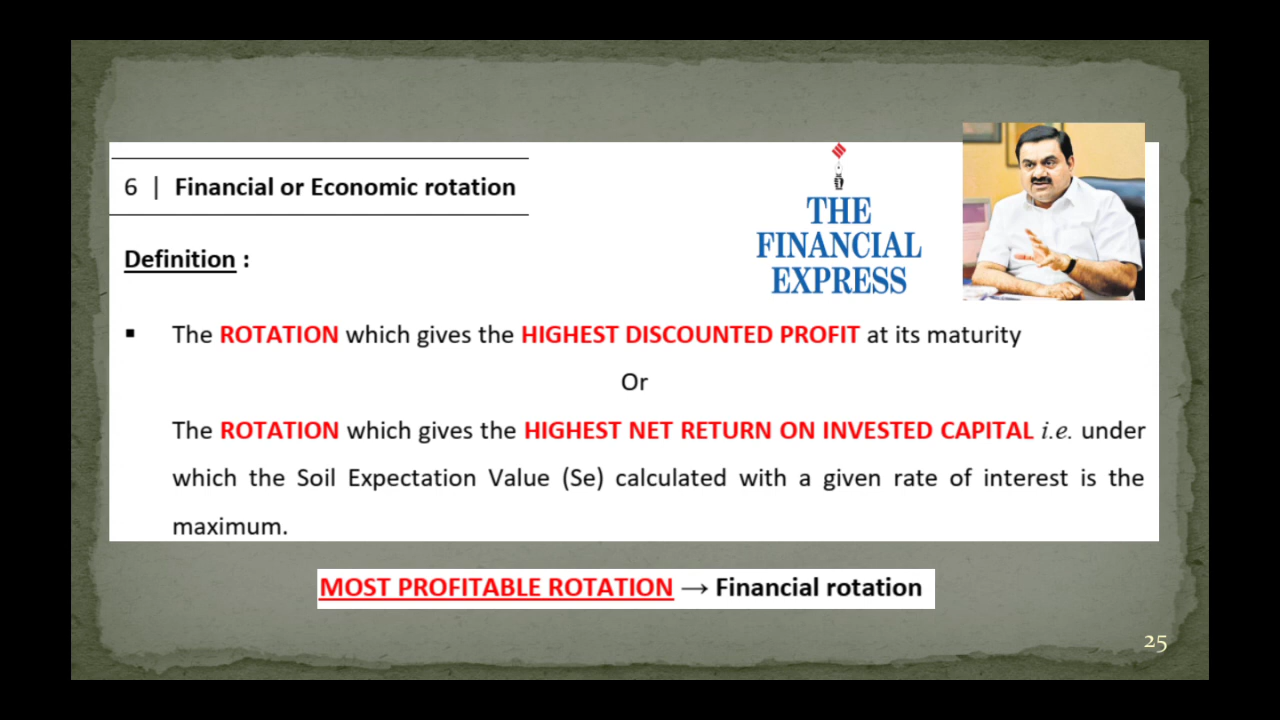 6 | Financial or Economic rotation
THE
FINANCIAL
EXPRESS
Definition :
▪ The ROTATION which gives the HIGHEST DISCOUNTED PROFIT at its maturity
Or
The ROTATION which gives the HIGHEST NET RETURN ON INVESTED CAPITAL i.e. under
which the Soil Expectation Value (Se) calculated with a given rate of interest is the
maximum.
MOST PROFITABLE ROTATION → Financial rotation
25